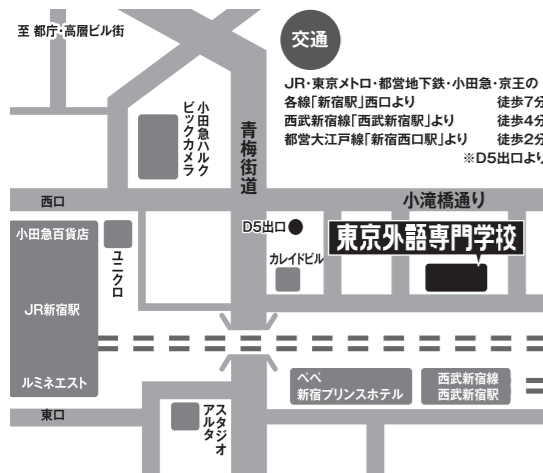 至 都庁・高層ビル街
交通
JR・東京メトロ・都営地下鉄・小田急・京王の
各線「新宿駅」西口より 徒歩7分
西武新宿線「西武新宿駅」より 徒歩4分
都営大江戸線「新宿西口駅」より 徒歩2分
※D5出口より
小田急ハルク
ビックカメラ
青梅街道
西口
小滝橋通り
小田急百貨店
ユニクロ
D5出口
東京外語専門学校
カレイドビル
JR新宿駅
ルミネエスト
ペペ
新宿プリンスホテル
西武新宿線
西武新宿駅
東口
スタジオ
アルタ